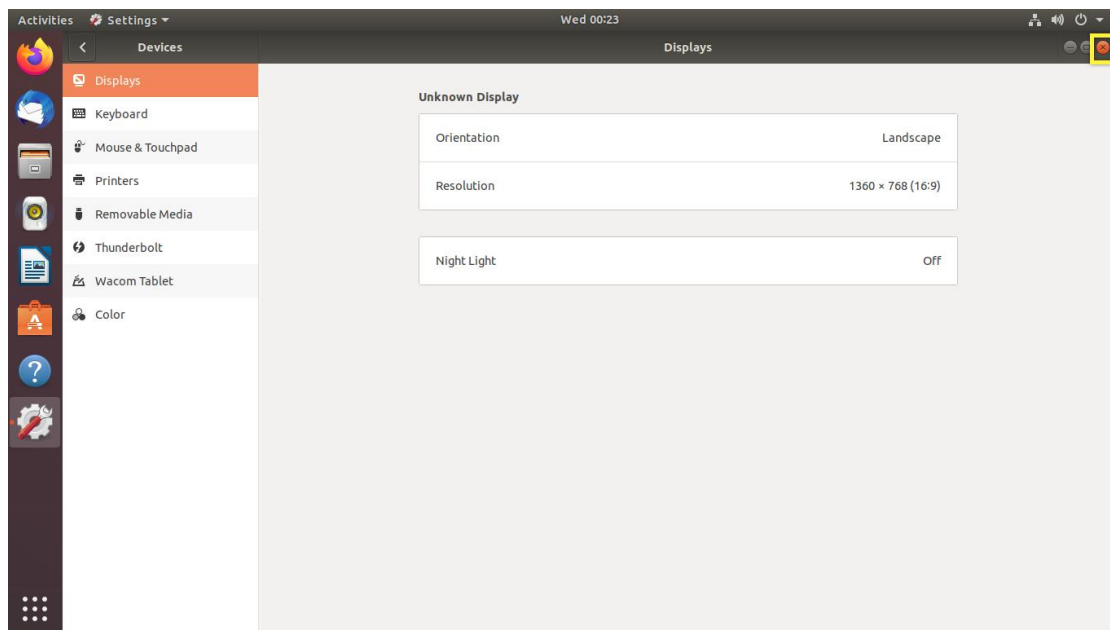 Activities Settings Wed 00:23
Devices Displays
Displays
Keyboard
Mouse & Touchpad
Printers
Removable Media
Thunderbolt
Wacom Tablet
Color
Unknown Display
Orientation Landscape
Resolution 1360 × 768 (16:9)
Night Light Off